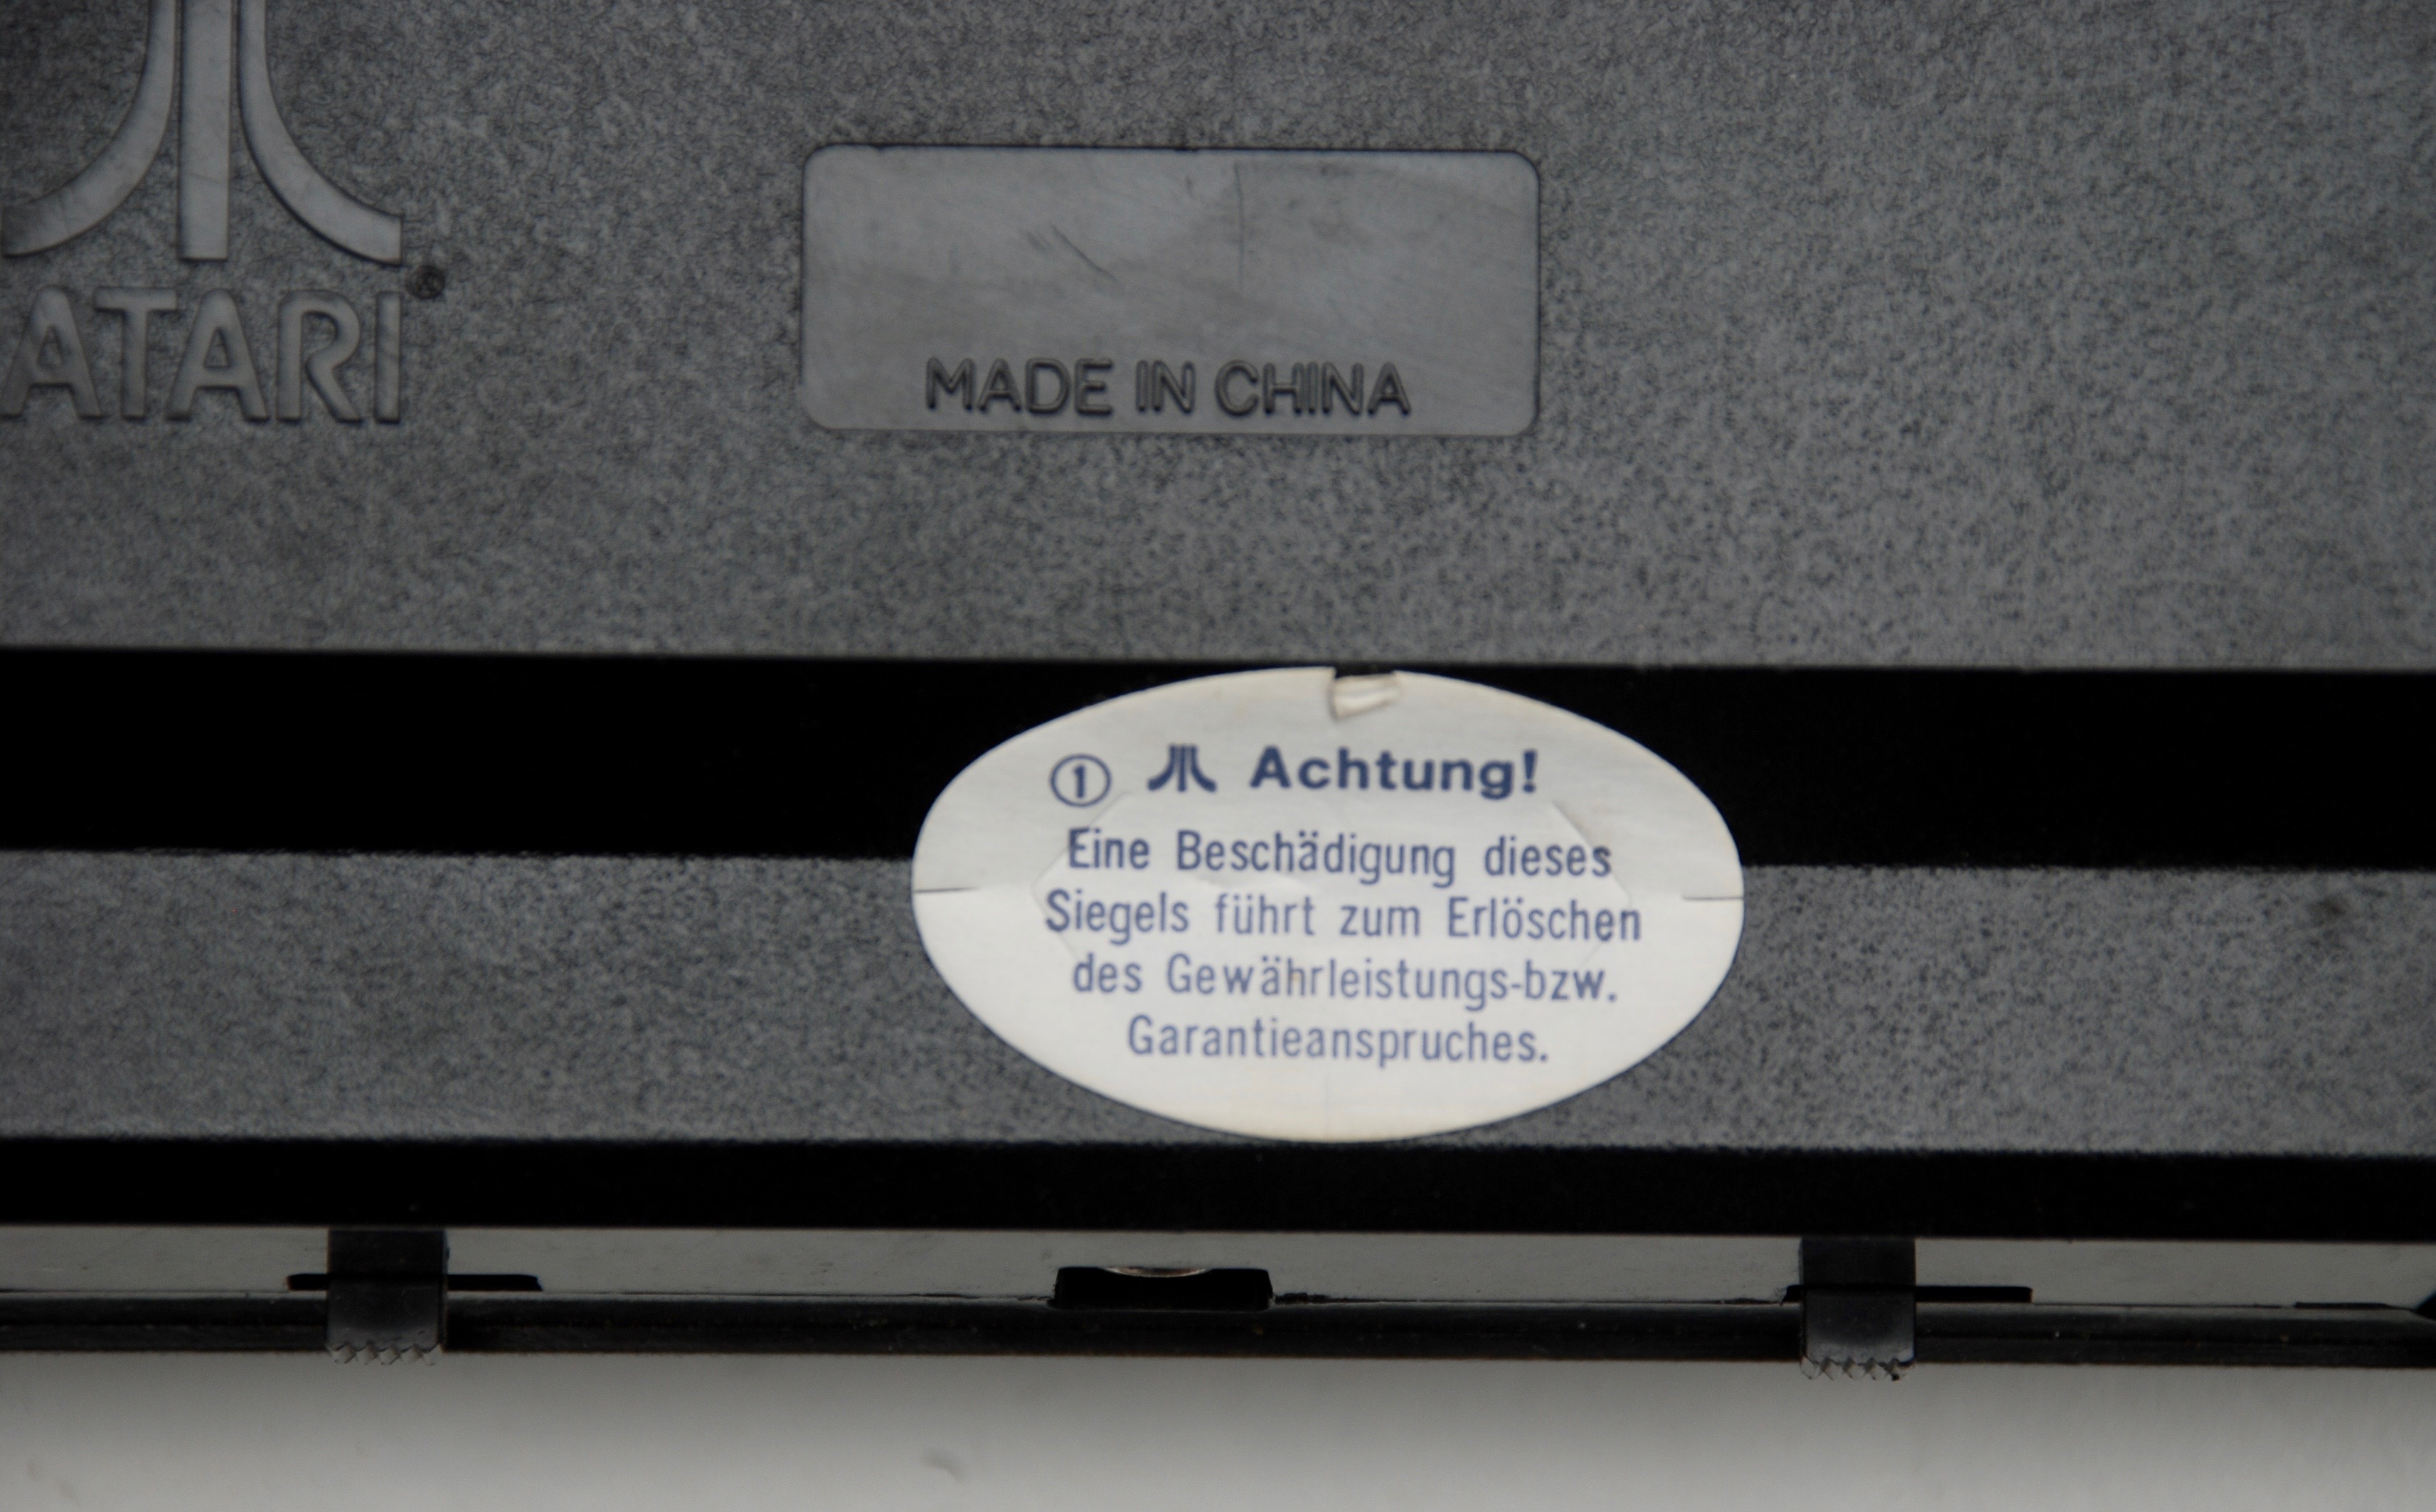 ATARI
MADE IN CHINA
① Achtung!
Eine Beschädigung dieses
Siegels führt zum Erlöschen
des Gewährleistungs-bzw.
Garantieanspruches.